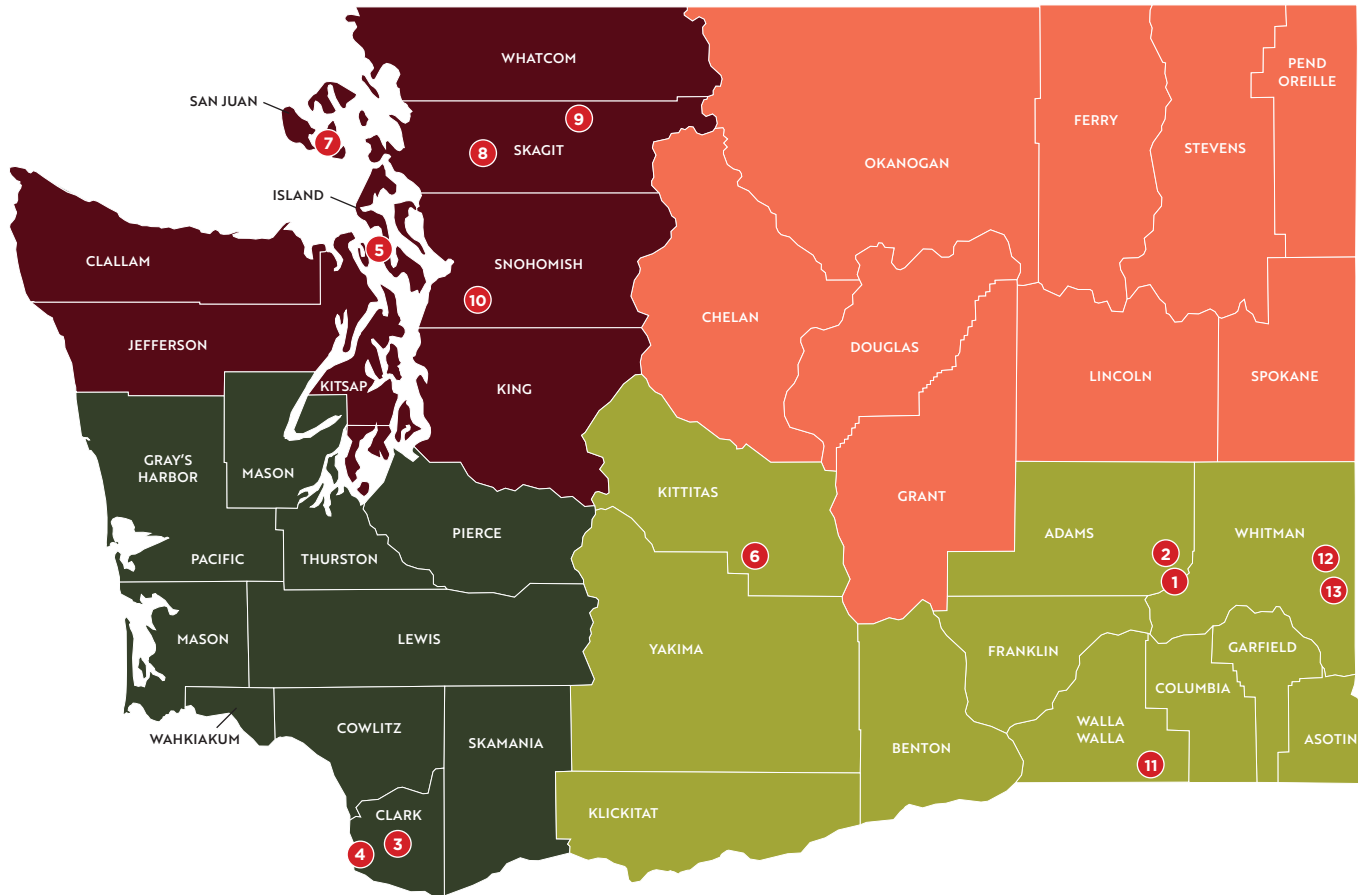 WHATCOM
PEND
OREILLE
SAN JUAN
FERRY
9
7
8
SKAGIT
STEVENS
OKANOGAN
ISLAND
5
CLALLAM
SNOHOMISH
10
CHELAN
JEFFERSON
DOUGLAS
KITSAP
KING
LINCOLN
SPOKANE
GRAY'S
HARBOR
MASON
KITTITAS
GRANT
PIERCE
ADAMS
WHITMAN
PACIFIC
THURSTON
6
2
12
1
13
MASON
LEWIS
YAKIMA
FRANKLIN
GARFIELD
COLUMBIA
WAHKIAKUM
COWLITZ
SKAMANIA
BENTON
WALLA
WALLA
ASOTIN
11
CLARK
KLICKITAT
4
3